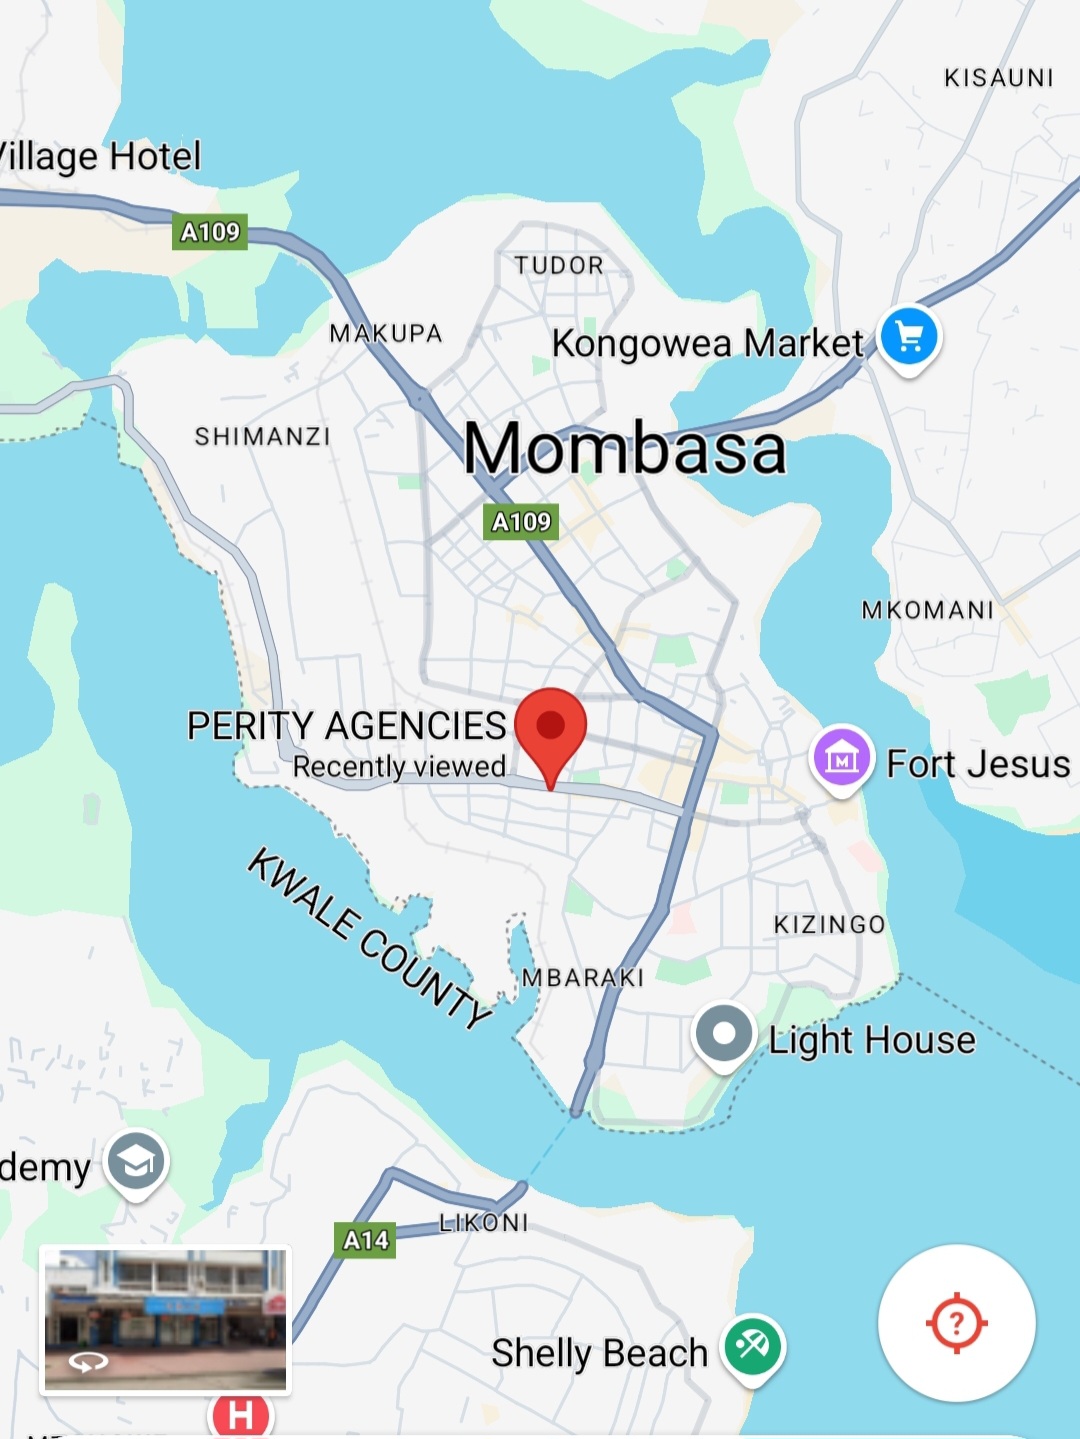 KISAUNI
Village Hotel
A109
TUDOR
MAKUPA
Kongowea Market
SHIMANZI
Mombasa
A109
MKOMANI
PERITY AGENCIES
Recently viewed
Fort Jesus
KWALE COUNTY
KIZINGO
MBARAKI
Light House
demy
LIKONI
A14
?
Shelly Beach
H